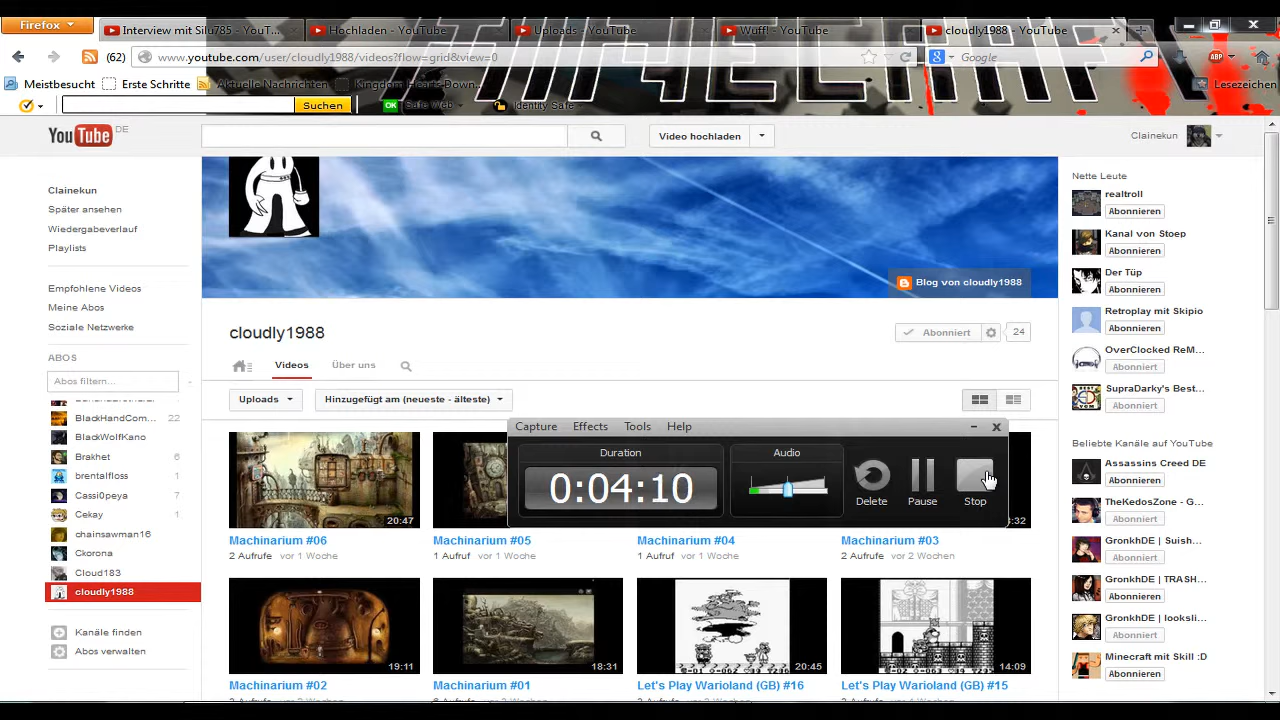 Firefox
Interview mit Silu785 - YouT...
Hochladen - YouTube
Uploads - YouTube
Wuff! - YouTube
cloudly1988 - YouTube
(62)
www.youtube.com/user/cloudly1988/videos?flow=grid&view=0
Google
ABP
Meistbesucht
Erste Schritte
Aktuelle Nachrichten
Kingdom Hearts Down...
Lesezeichen
Suchen
OK
Safe Web
Identity Safe
YouTube DE
Video hochladen
Clainekun
Clainekun
Später ansehen
Wiedergabeverlauf
Playlists
Empfohlene Videos
Meine Abos
Soziale Netzwerke
ABOS
Abos filtern...
BlackHandCom... 22
BlackWolfKano
Brakhet 1
brentalfloss
Cassi0peya 7
Cekay 1
chainsawman16
Ckorona
Cloud183
cloudly1988
Kanäle finden
Abos verwalten
Blog von cloudly1988
cloudly1988
Abonniert
24
Videos
Über uns
Uploads
Hinzugefügt am (neueste - älteste)
Capture
Effects
Tools
Help
Duration
0:04:10
Audio
Delete
Pause
Stop
20:47
Machinarium #06
2 Aufrufe vor 1 Woche
Machinarium #05
1 Aufruf vor 1 Woche
Machinarium #04
1 Aufruf vor 1 Woche
Machinarium #03
2 Aufrufe vor 2 Wochen
19:11
Machinarium #02
18:31
Machinarium #01
20:45
Let's Play Warioland (GB) #16
14:09
Let's Play Warioland (GB) #15
Nette Leute
realtroll
Abonnieren
Kanal von Stoep
Abonnieren
Der Tüp
Abonnieren
Retroplay mit Skipio
Abonnieren
OverClocked ReM...
Abonniert
SupraDarky's Best...
Abonniert
Beliebte Kanäle auf YouTube
Assassins Creed DE
Abonnieren
TheKedosZone - G...
Abonnieren
GronkhDE | Suish...
Abonniert
GronkhDE | TRASH...
Abonnieren
GronkhDE | looksli...
Abonniert
Minecraft mit Skill :D
Abonnieren